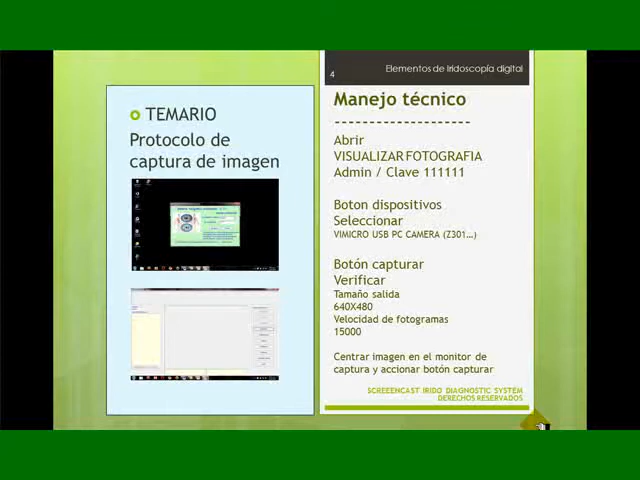 4
Elementos de Iridoscopía digital
TEMARIO
Protocolo de
captura de imagen
Manejo técnico
-------------------
Abrir
VISUALIZAR FOTOGRAFIA
Admin / Clave 111111
Boton dispositivos
Seleccionar
VIMICRO USB PC CAMERA (Z301...)
Botón capturar
Verificar
Tamaño salida
640X480
Velocidad de fotogramas
15000
Centrar imagen en el monitor de
captura y accionar botón capturar
SCREEENCAST IRIDO DIAGNOSTIC SYSTEM
DERECHOS RESERVADOS